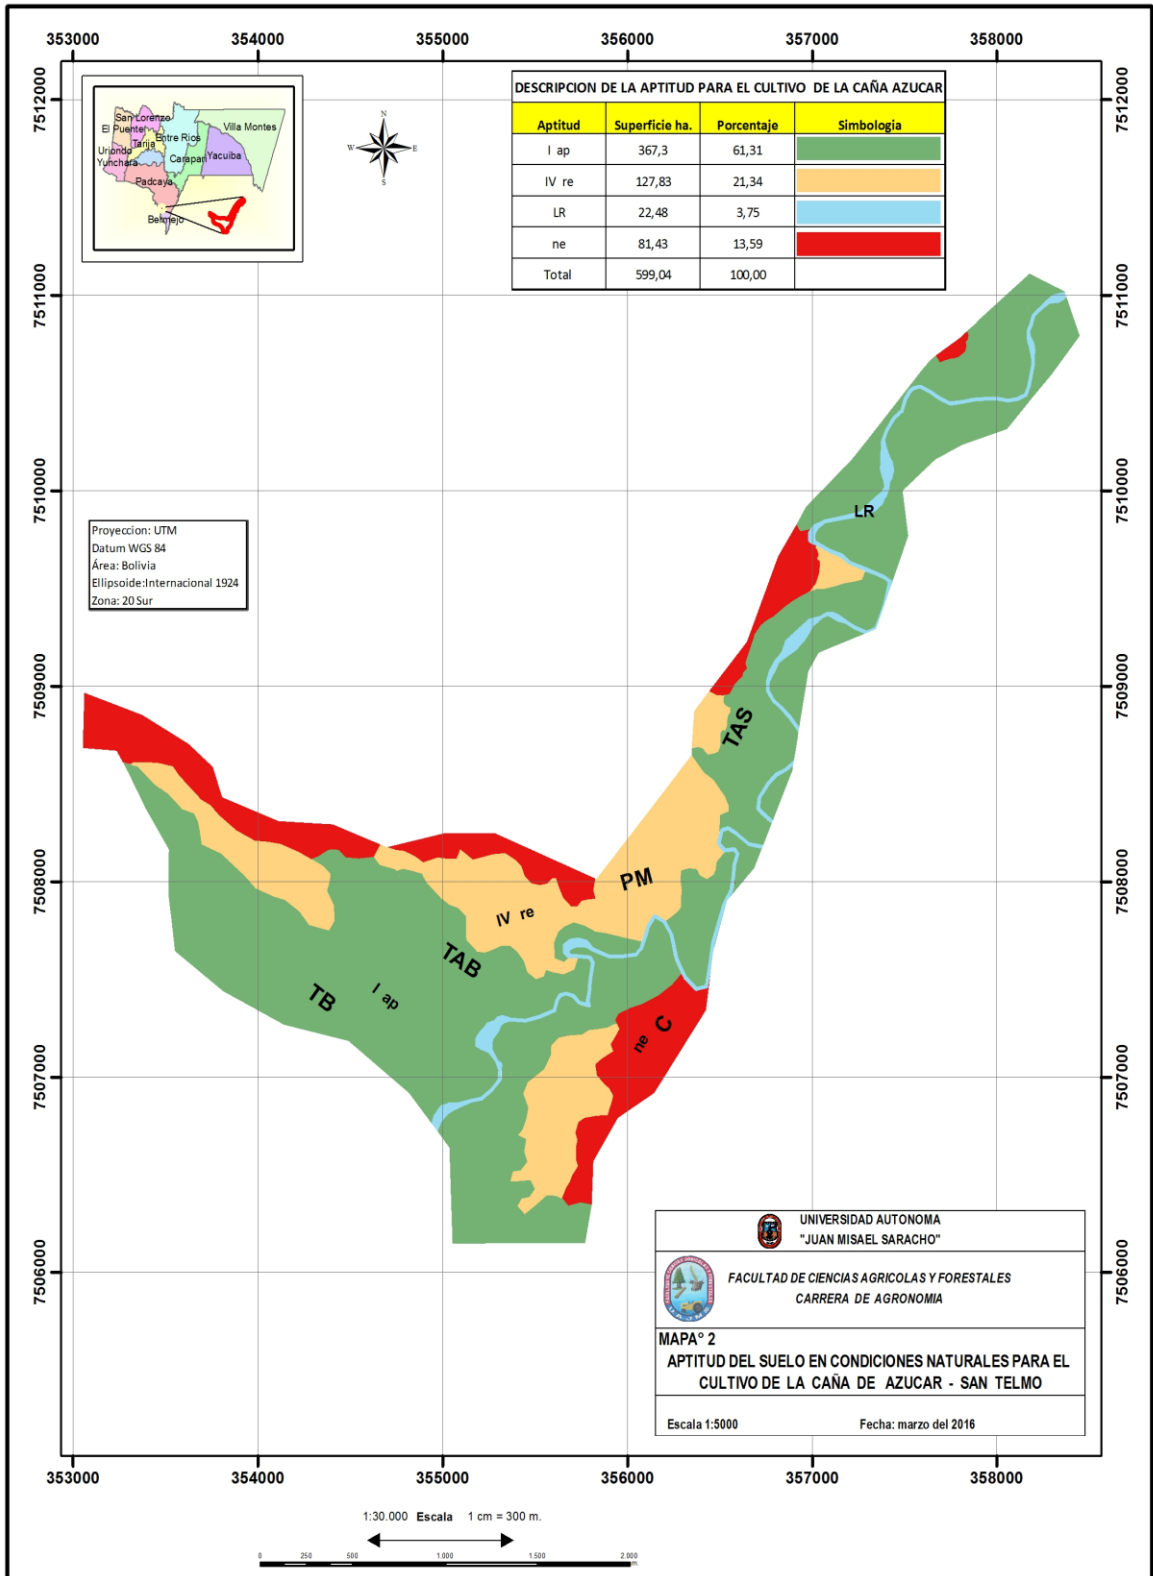 353000 354000 355000 356000 357000 358000
7512000
7511000
7510000
7509000
7508000
7507000
7506000
San Lorenzo
El Puente
Tarija
Entre Rios
Villa Montes
Uriondo
Yunchara
Carapari
Yacuiba
Padcaya
Bermejo
N
W E
S
DESCRIPCION DE LA APTITUD PARA EL CULTIVO DE LA CAÑA AZUCAR
Aptitud Superficie ha. Porcentaje Simbologia
I ap 367,3 61,31
IV re 127,83 21,34
LR 22,48 3,75
ne 81,43 13,59
Total 599,04 100,00
Proyeccion: UTM
Datum WGS 84
Área: Bolivia
Ellipsoide:Internacional 1924
Zona: 20 Sur
LR
TAS
PM
IV re
TAB
TB
I ap
ne
C
UNIVERSIDAD AUTONOMA
"JUAN MISAEL SARACHO"
FACULTAD DE CIENCIAS AGRICOLAS Y FORESTALES
CARRERA DE AGRONOMIA
MAPA° 2
APTITUD DEL SUELO EN CONDICIONES NATURALES PARA EL
CULTIVO DE LA CAÑA DE AZUCAR - SAN TELMO
Escala 1:5000 Fecha: marzo del 2016
7512000
7511000
7510000
7509000
7508000
7507000
7506000
353000 354000 355000 356000 357000 358000
1:30.000 Escala 1 cm = 300 m.
0 250 500 1.000 1.500 2.000
m.